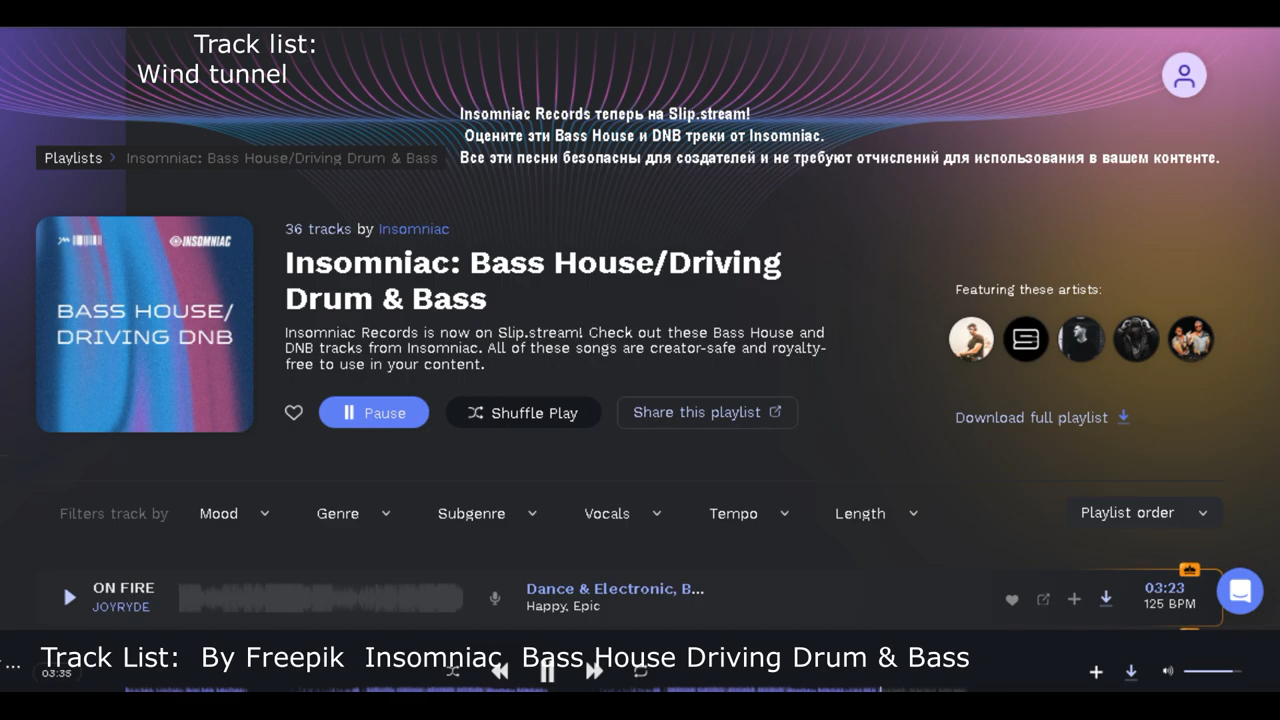 Track list:
Wind tunnel
Insomniac Records теперь на Slip.stream!
Оцените эти Bass House и DNB треки от Insomniac.
Все эти песни безопасны для создателей и не требуют отчислений для использования в вашем контенте.
Playlists > Insomniac: Bass House/Driving Drum & Bass
INSOMNIAC
BASS HOUSE/
DRIVING DNB
36 tracks by Insomniac
Insomniac: Bass House/Driving
Drum & Bass
Insomniac Records is now on Slip.stream! Check out these Bass House and
DNB tracks from Insomniac. All of these songs are creator-safe and royalty-
free to use in your content.
Pause
Shuffle Play
Share this playlist
Featuring these artists:
Download full playlist
Filters track by
Mood
Genre
Subgenre
Vocals
Tempo
Length
Playlist order
ON FIRE
JOYRYDE
Dance & Electronic, B...
Happy, Epic
03:23
125 BPM
...
Track List: By Freepik Insomniac Bass House Driving Drum & Bass
03:35